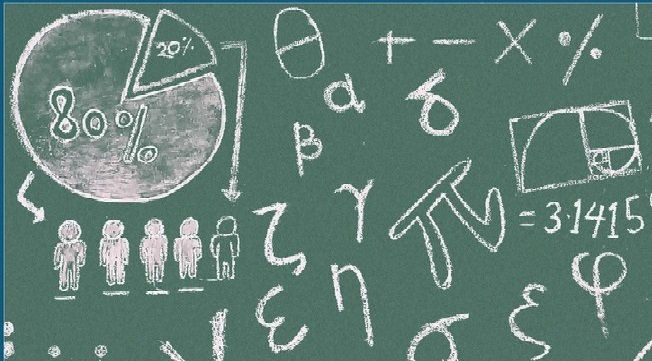 20%
80%
θ + − × %
α δ
β
γ
π = 3.1415
ζ
η
φ
ε
σ ξ